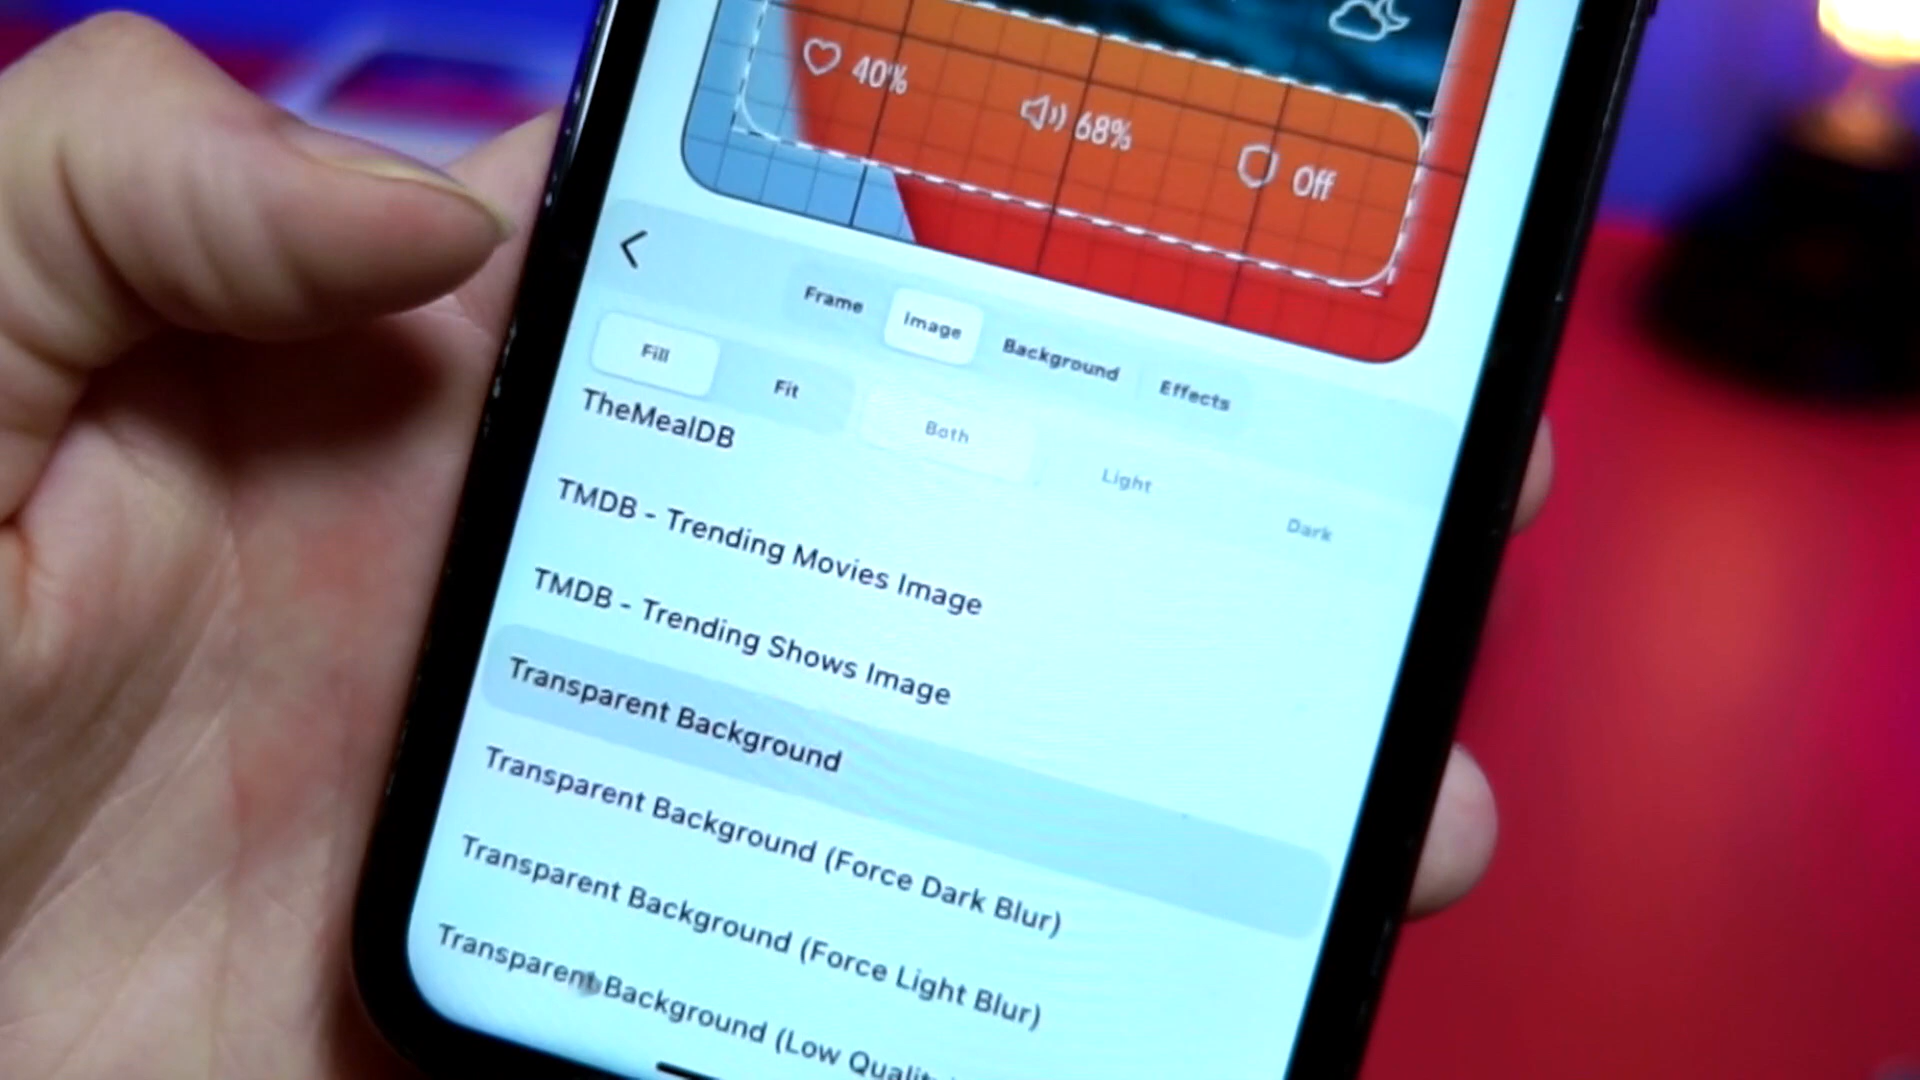 40%
68%
Off
Frame
Image
Background
Effects
Fill
Fit
Both
Light
Dark
TheMealDB
TMDB - Trending Movies Image
TMDB - Trending Shows Image
Transparent Background
Transparent Background (Force Dark Blur)
Transparent Background (Force Light Blur)
Transparent Background (Low